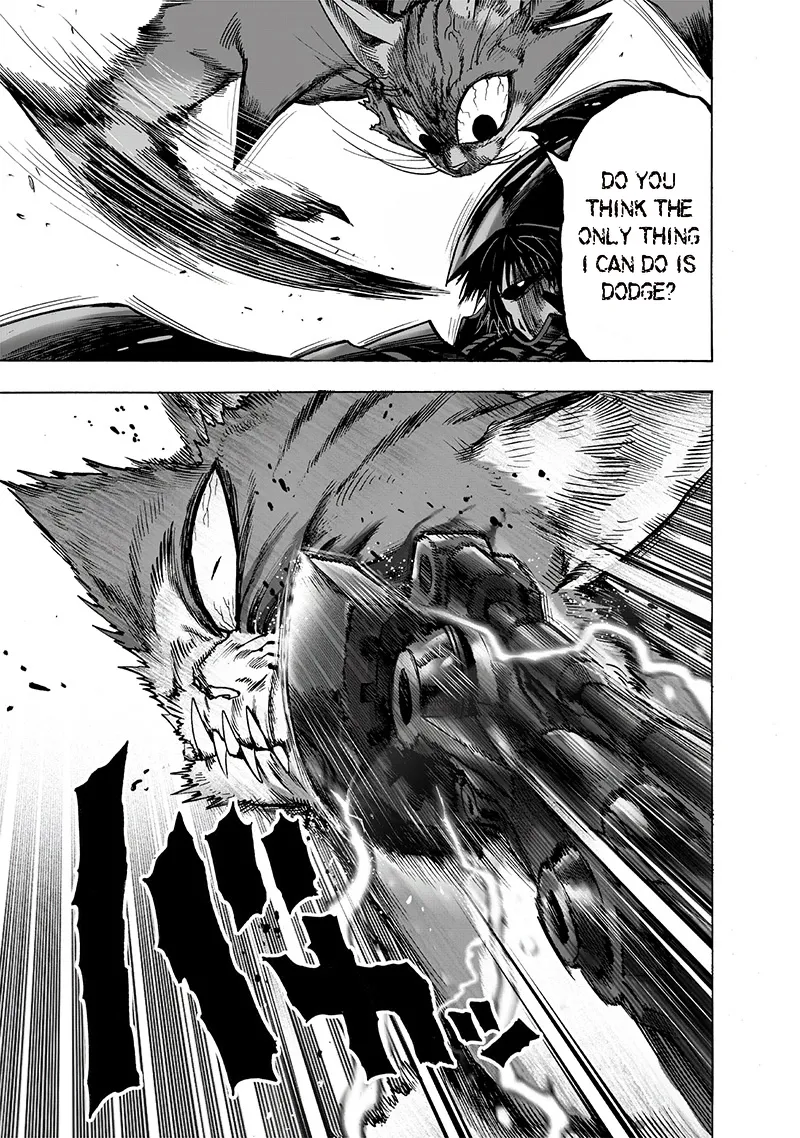 DO YOU
THINK THE
ONLY THING
I CAN DO IS
DODGE?
バキッ